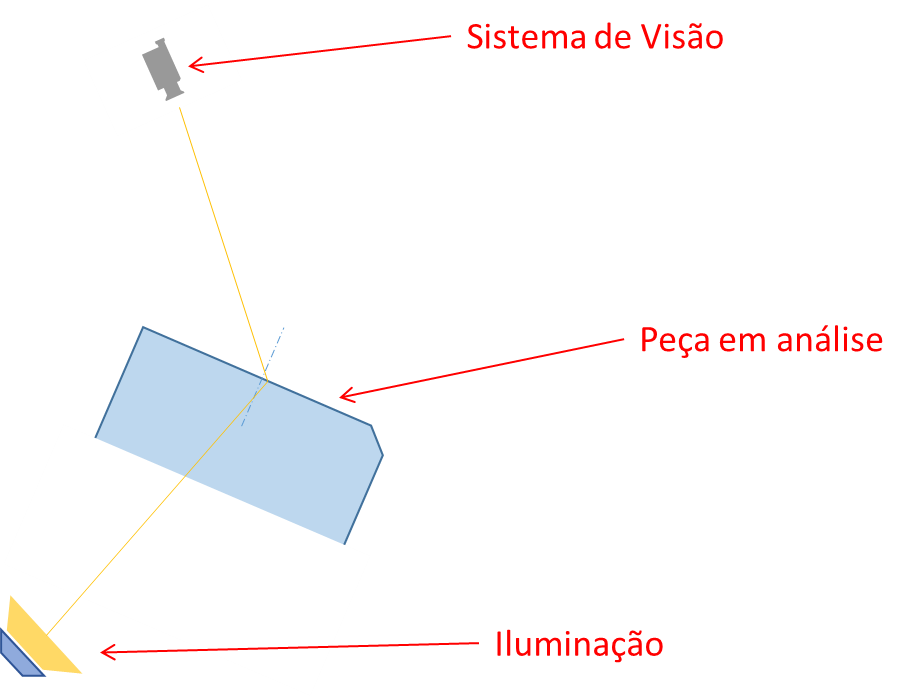 Sistema de Visão
Peça em análise
Iluminação